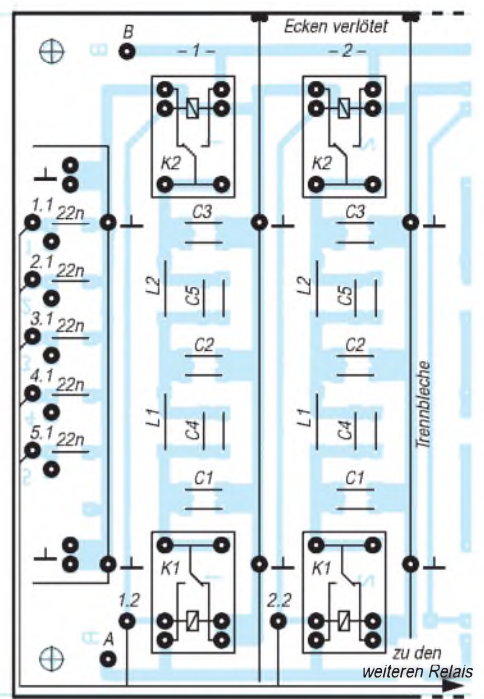 B
Ecken verlötet
– 1 –
– 2 –
K2
K2
1.1 22n
2.1 22n
3.1 22n
4.1 22n
5.1 22n
C3
C3
L2
C5
L2
C5
C2
C2
L1
C4
L1
C4
Trennbleche
C1
C1
K1
K1
1.2
2.2
A
zu den
weiteren Relais